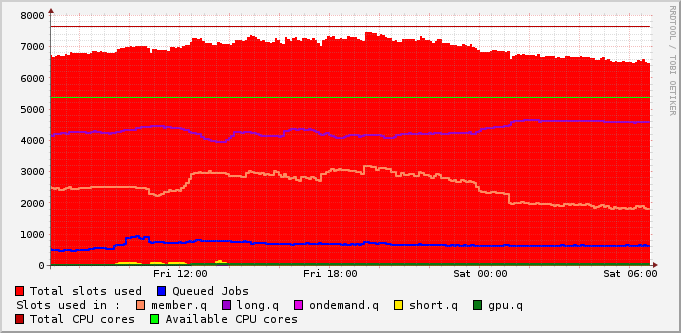 8000
7000
6000
5000
4000
3000
2000
1000
0
Fri 12:00 Fri 18:00 Sat 00:00 Sat 06:00
Total slots used Queued Jobs
Slots used in : member.q long.q ondemand.q short.q gpu.q
Total CPU cores Available CPU cores
RRDTOOL / TOBI OETIKER